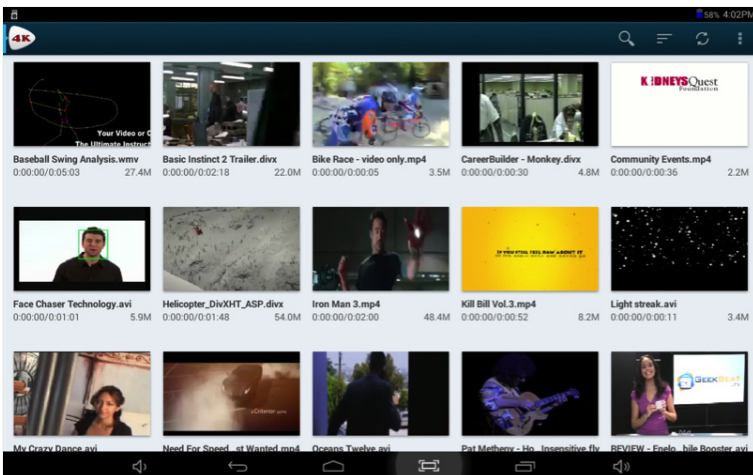 58% 4:02PM
4K
Your Video or C
The Ultimate Instruct
K DNEYSQuest
Foundation
Baseball Swing Analysis.wmv
0:00:00/0:05:03 27.4M
Basic Instinct 2 Trailer.divx
0:00:00/0:02:18 22.0M
Bike Race - video only.mp4
0:00:00/0:00:05 3.5M
CareerBuilder - Monkey.divx
0:00:00/0:00:30 4.8M
Community Events.mp4
0:00:00/0:00:36 2.2M
Face Chaser Technology.avi
0:00:00/0:01:01 5.9M
Helicopter_DivXHT_ASP.divx
0:00:00/0:01:48 54.0M
Iron Man 3.mp4
0:00:00/0:02:00 48.4M
Kill Bill Vol.3.mp4
0:00:00/0:00:52 8.2M
Light streak.avi
0:00:00/0:00:11 3.4M
GEEKBEAT
.TV
My Crazy Dance.avi
Need For Speed...st Wanted.mp4
Oceans Twelve.avi
Pat Metheny - Ho...Insensitive.flv
REVIEW - Enelo...bile Booster.avi